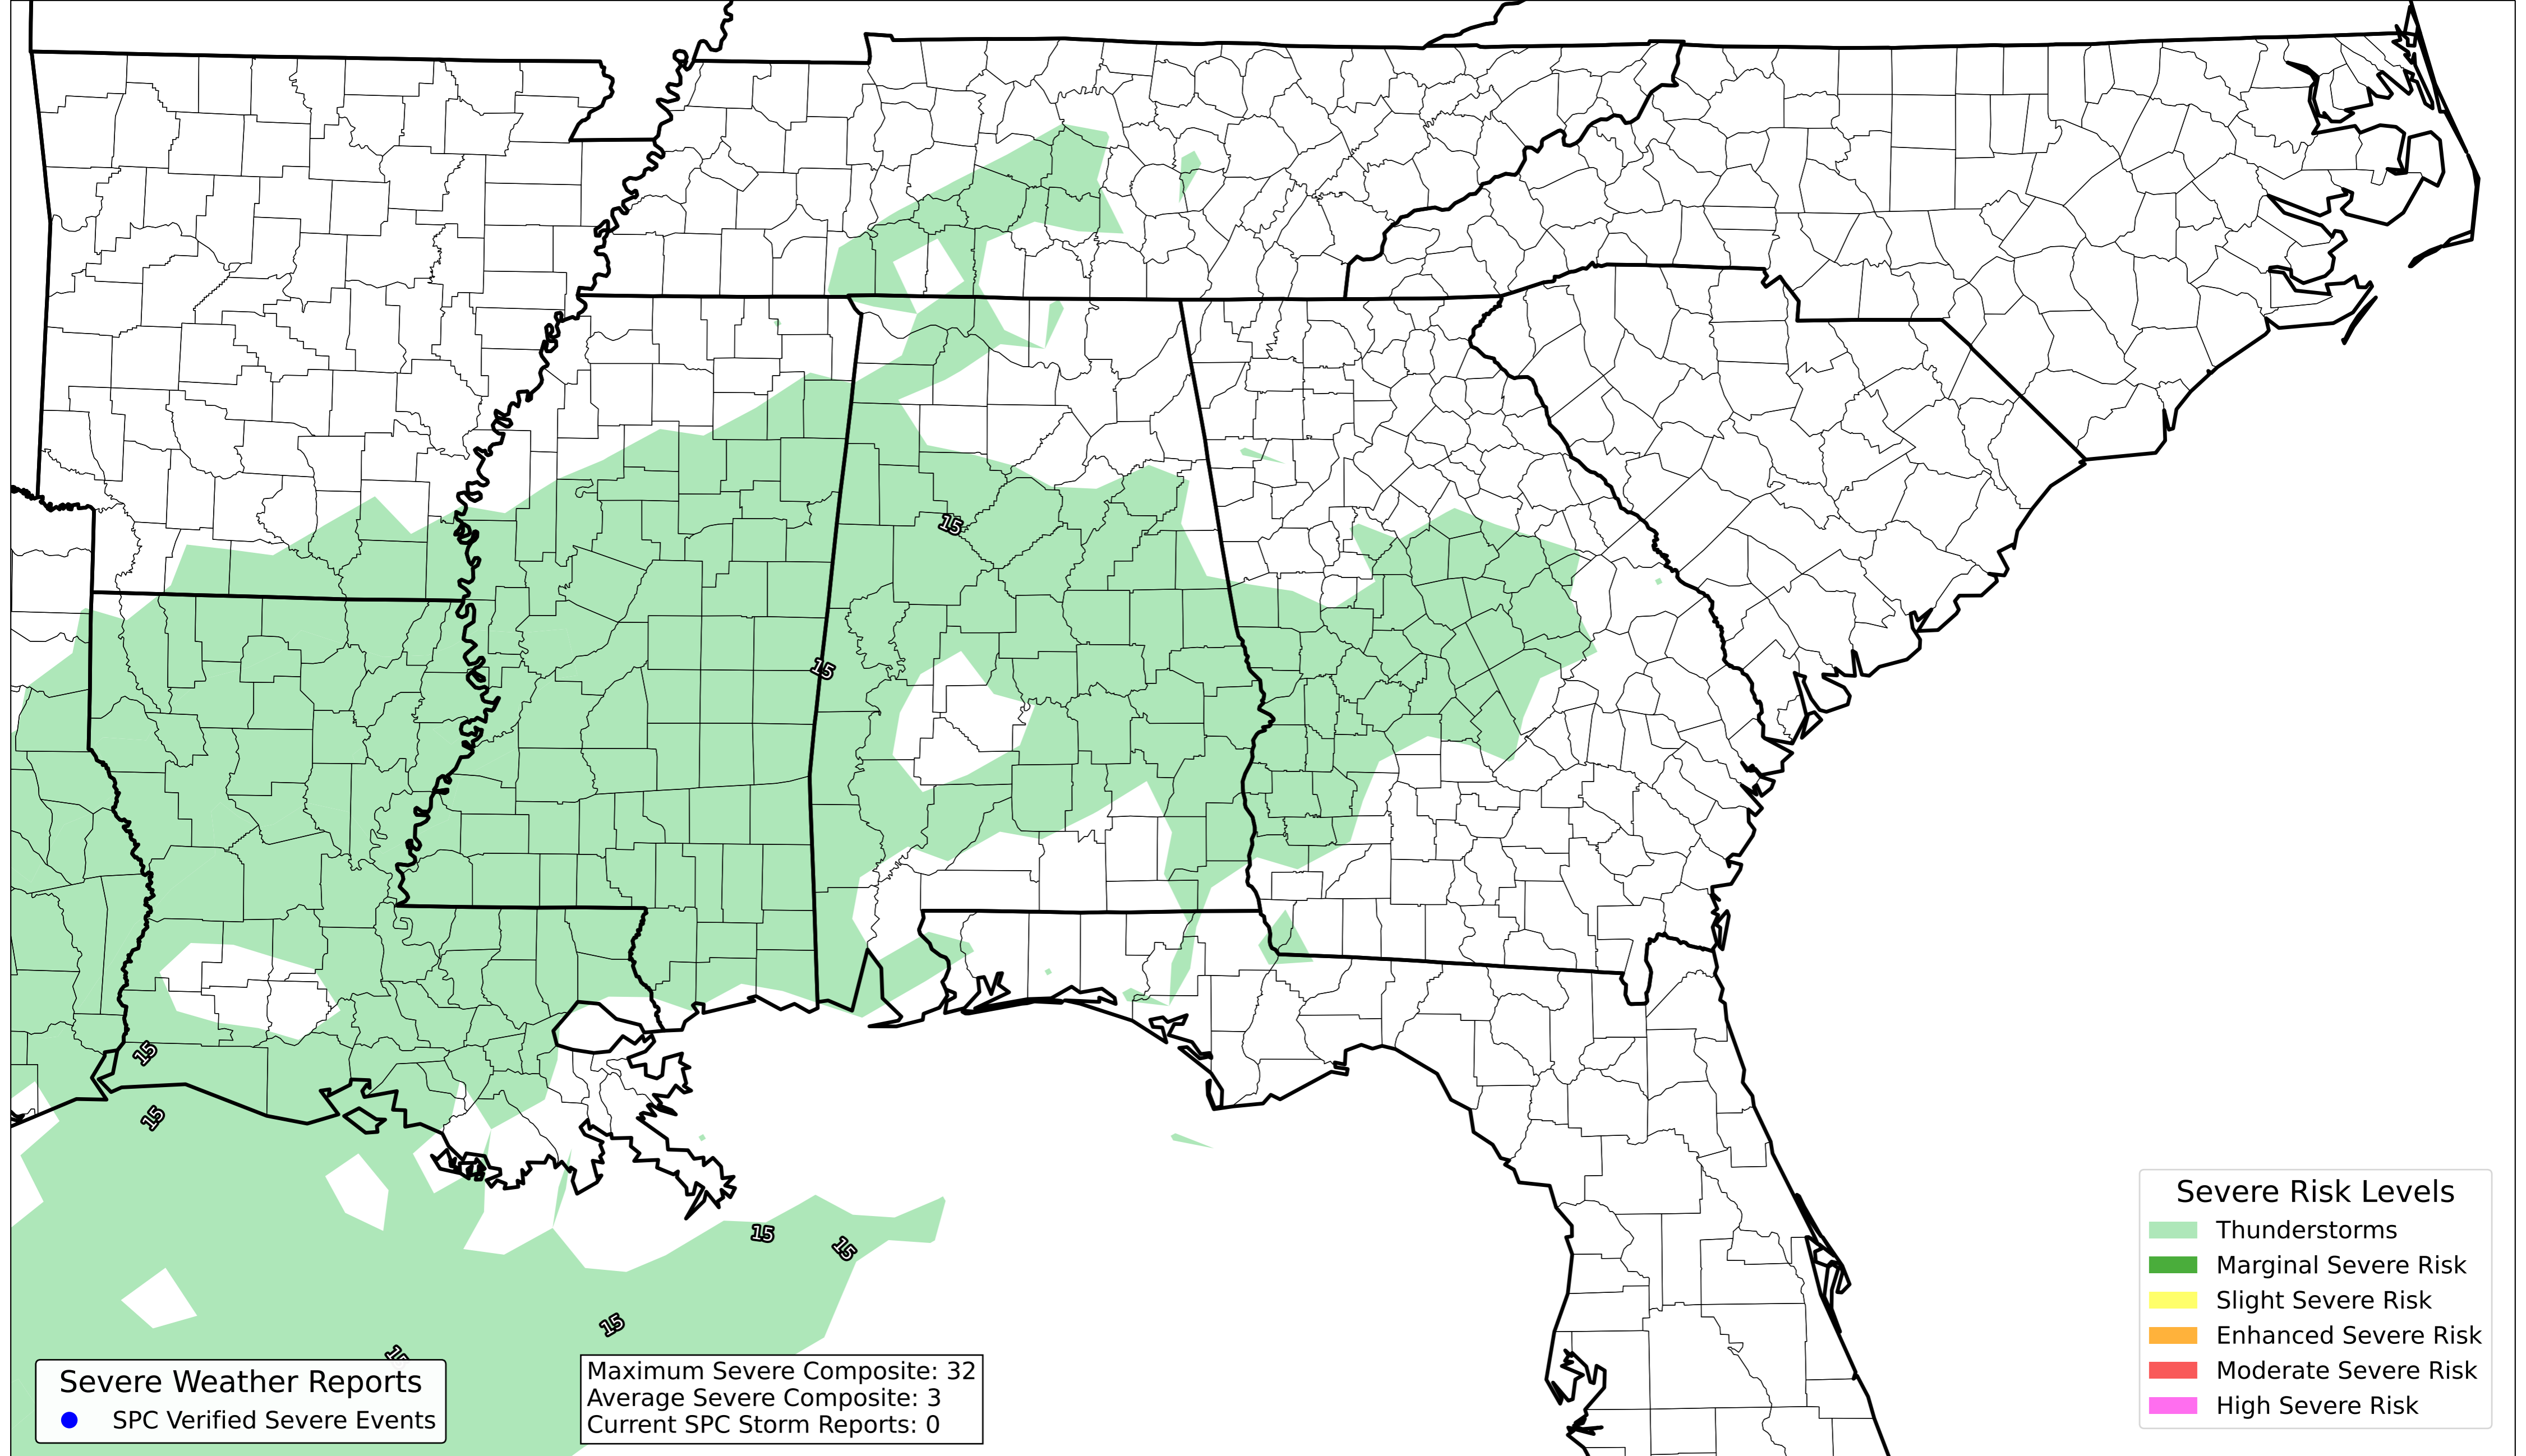 15
15
15
15
15
15
15
Severe Risk Levels
Thunderstorms
Marginal Severe Risk
Slight Severe Risk
Enhanced Severe Risk
Moderate Severe Risk
High Severe Risk
Severe Weather Reports
SPC Verified Severe Events
Maximum Severe Composite: 32
Average Severe Composite: 3
Current SPC Storm Reports: 0